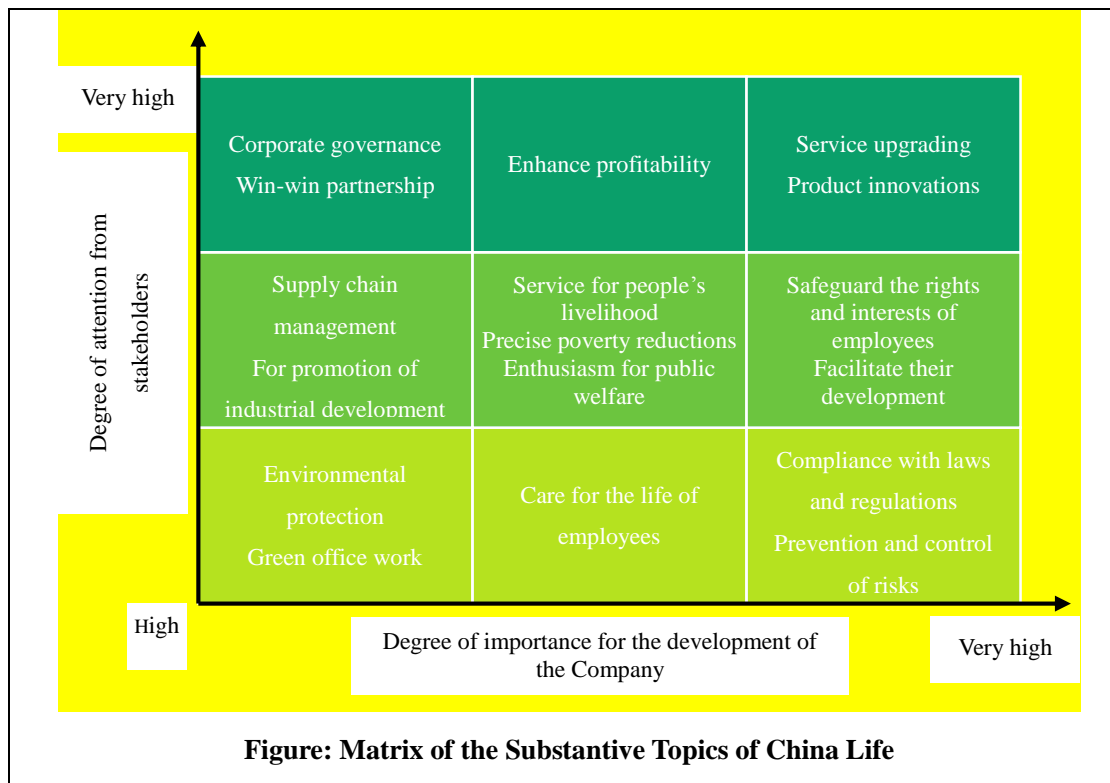 Very high
Degree of attention from
stakeholders
Corporate governance
Win-win partnership
Enhance profitability
Service upgrading
Product innovations
Supply chain
management
For promotion of
industrial development
Service for people’s
livelihood
Precise poverty reductions
Enthusiasm for public
welfare
Safeguard the rights
and interests of
employees
Facilitate their
development
Environmental
protection
Green office work
Care for the life of
employees
Compliance with laws
and regulations
Prevention and control
of risks
High
Degree of importance for the development of
the Company
Very high
Figure: Matrix of the Substantive Topics of China Life